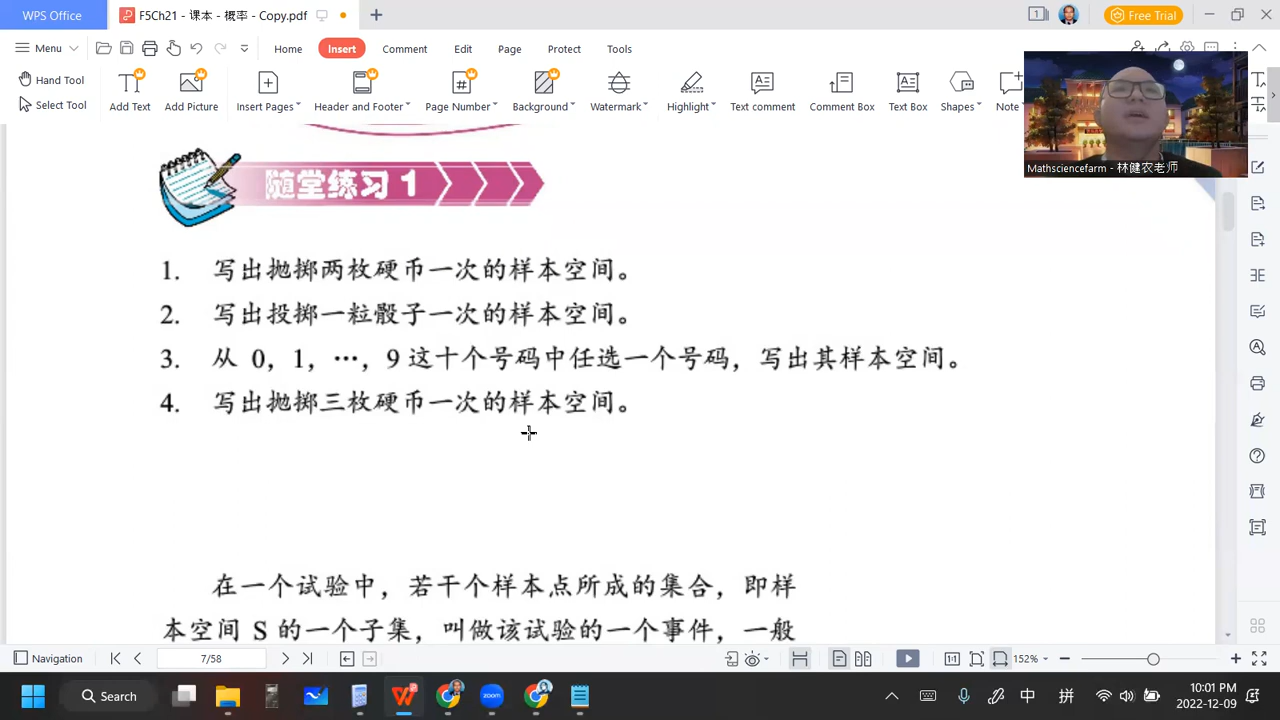 WPS Office
F5Ch21 - 课本 - 概率 - Copy.pdf
1
Free Trial
Menu
Home
Insert
Comment
Edit
Page
Protect
Tools
Hand Tool
Select Tool
Add Text
Add Picture
Insert Pages
Header and Footer
Page Number
Background
Watermark
Highlight
Text comment
Comment Box
Text Box
Shapes
Note
Mathsciencefarm - 林健农老师
随堂练习 1
1. 写出抛掷两枚硬币一次的样本空间。
2. 写出投掷一粒骰子一次的样本空间。
3. 从 0，1，…，9 这十个号码中任选一个号码，写出其样本空间。
4. 写出抛掷三枚硬币一次的样本空间。
在一个试验中，若干个样本点所成的集合，即样
本空间 S 的一个子集，叫做该试验的一个事件，一般
Navigation
7/58
1:1
152%
Search
zoom
中
拼
10:01 PM
2022-12-09